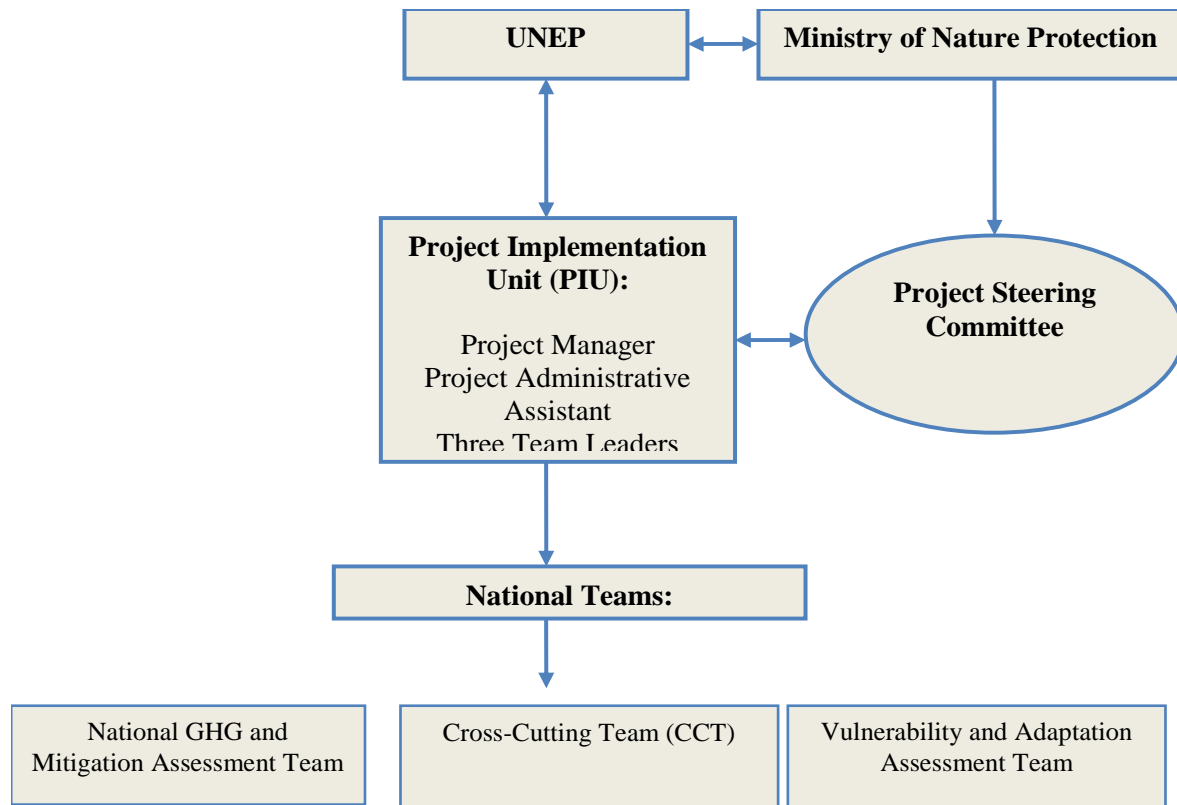 UNEP
Ministry of Nature Protection
Project Implementation
Unit (PIU):
Project Manager
Project Administrative
Assistant
Three Team Leaders
Project Steering
Committee
National Teams:
National GHG and
Mitigation Assessment Team
Cross-Cutting Team (CCT)
Vulnerability and Adaptation
Assessment Team